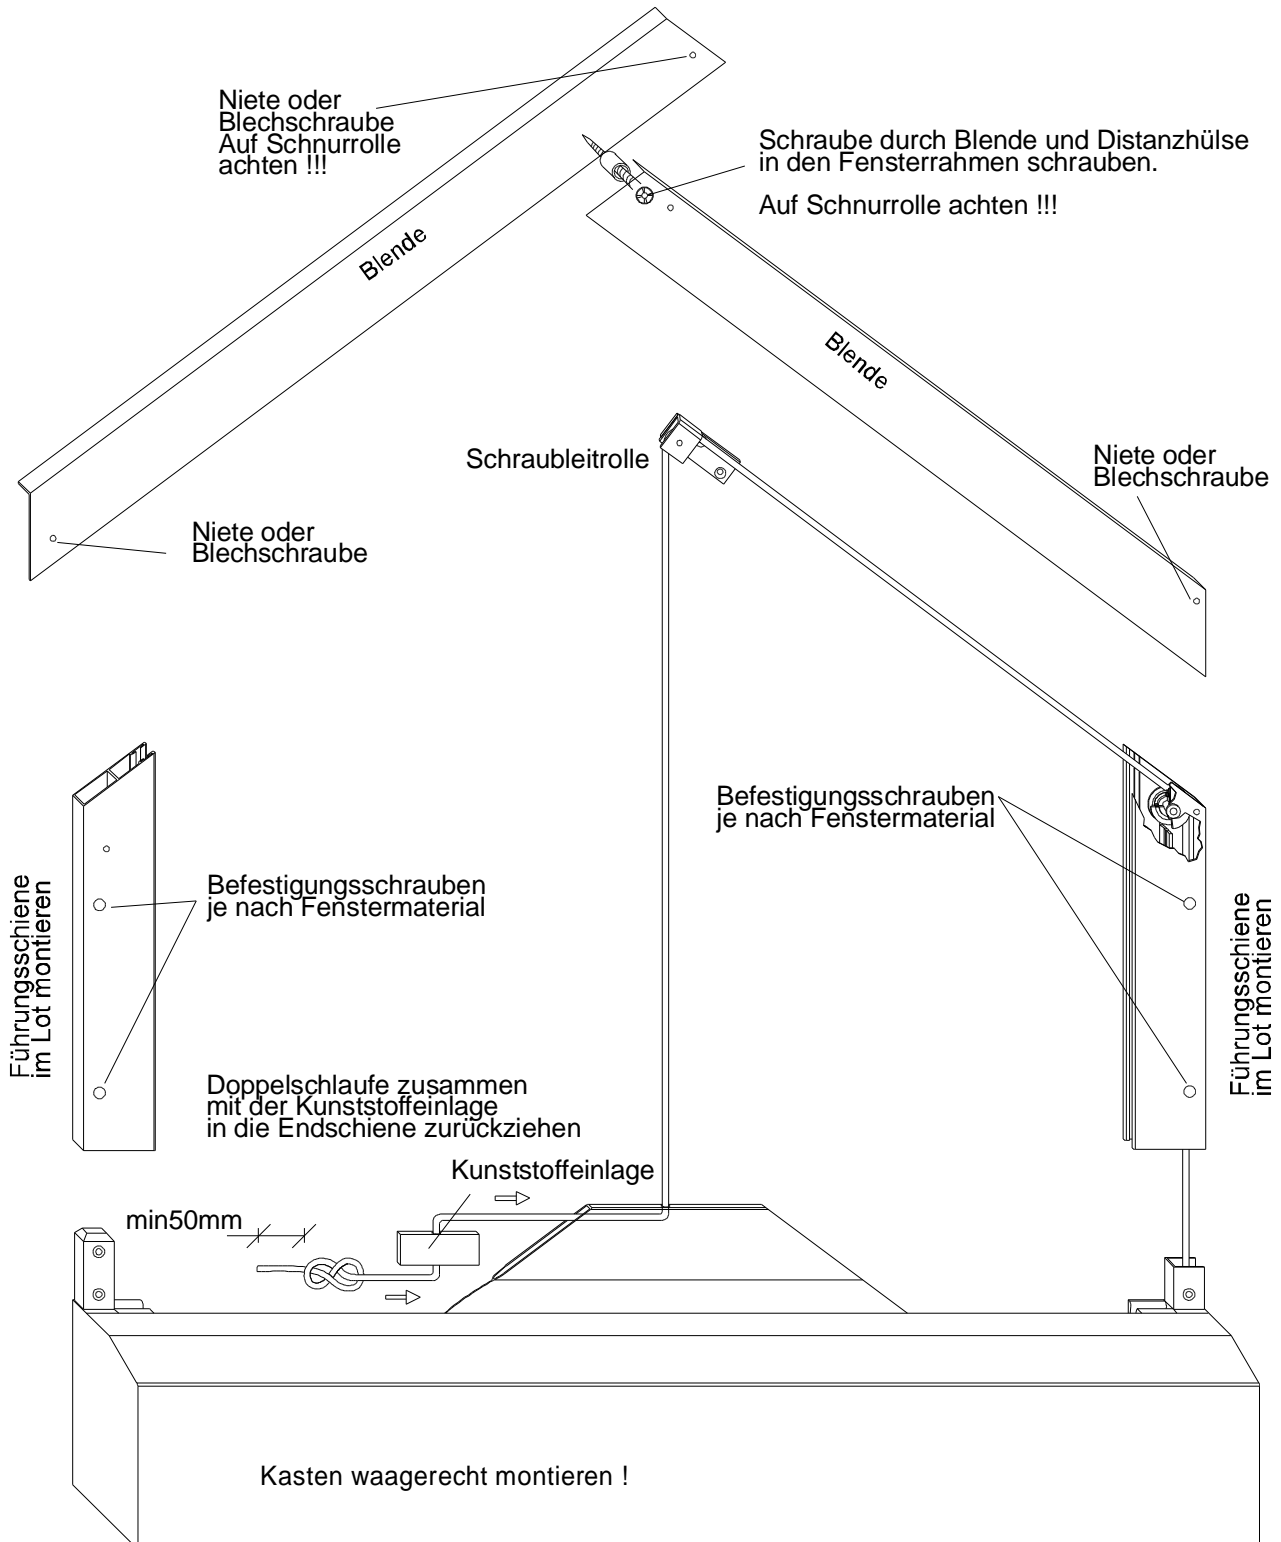 Niete oder
Blechschraube
Auf Schnurrolle
achten !!!
Schraube durch Blende und Distanzhülse
in den Fensterrahmen schrauben.
Auf Schnurrolle achten !!!
Blende
Blende
Schraubleitrolle
Niete oder
Blechschraube
Niete oder
Blechschraube
Befestigungsschrauben
je nach Fenstermaterial
Befestigungsschrauben
je nach Fenstermaterial
Führungsschiene
im Lot montieren
Führungsschiene
im Lot montieren
Doppelschlaufe zusammen
mit der Kunststoffeinlage
in die Endschiene zurückziehen
Kunststoffeinlage
min50mm
Kasten waagerecht montieren !